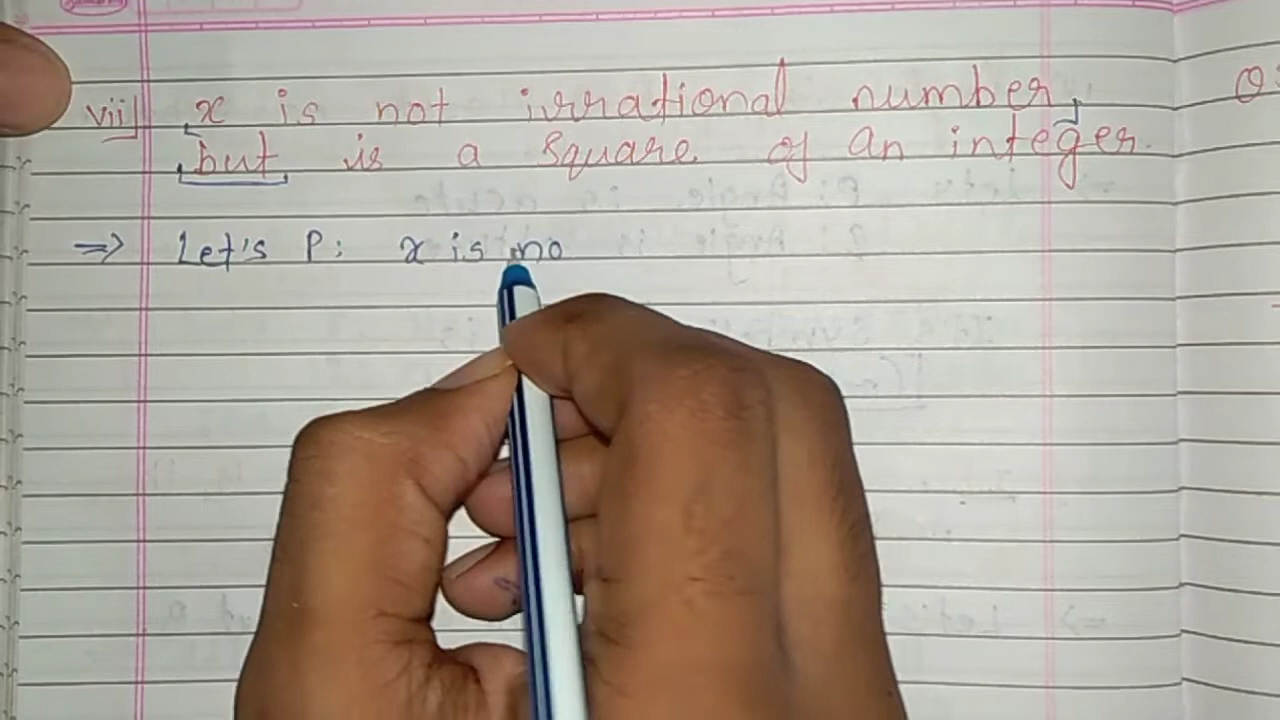 vii] x is not irrational number,
but is a square of an integer.
⇒ Let's P: x is no